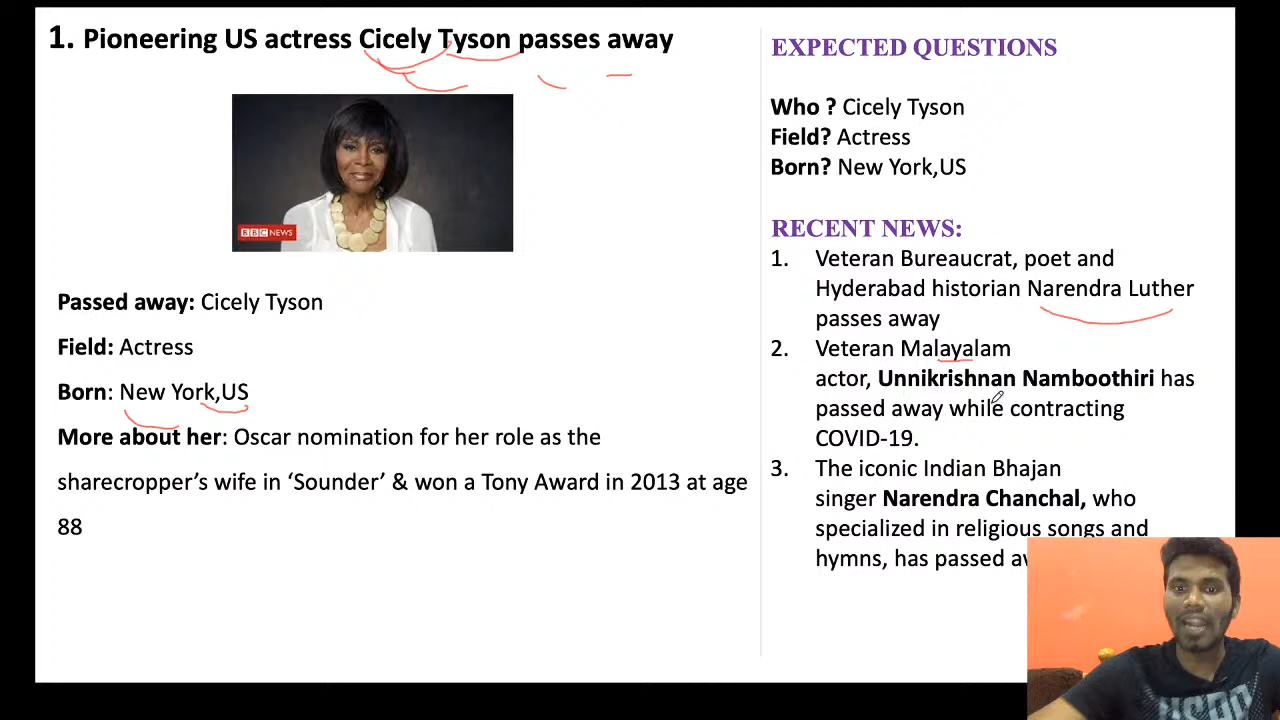 1. Pioneering US actress Cicely Tyson passes away
BBC NEWS
Passed away: Cicely Tyson
Field: Actress
Born: New York,US
More about her: Oscar nomination for her role as the
sharecropper’s wife in ‘Sounder’ & won a Tony Award in 2013 at age
88
EXPECTED QUESTIONS
Who ? Cicely Tyson
Field? Actress
Born? New York,US
RECENT NEWS:
1. Veteran Bureaucrat, poet and
Hyderabad historian Narendra Luther
passes away
2. Veteran Malayalam
actor, Unnikrishnan Namboothiri has
passed away while contracting
COVID-19.
3. The iconic Indian Bhajan
singer Narendra Chanchal, who
specialized in religious songs and
hymns, has passed